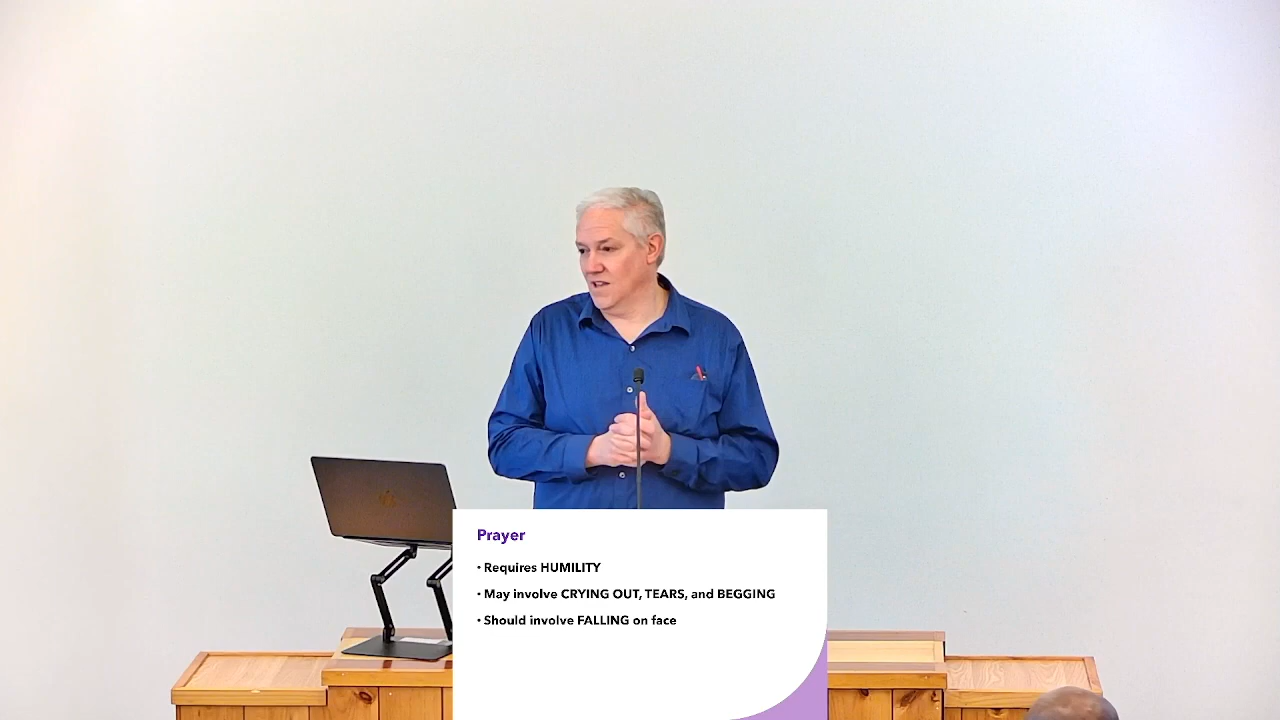 Prayer
• Requires HUMILITY
• May involve CRYING OUT, TEARS, and BEGGING
• Should involve FALLING on face